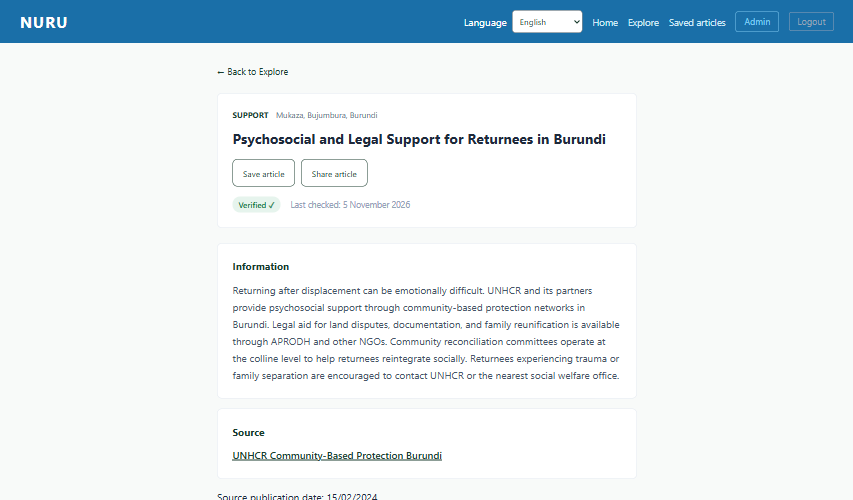 NURU
Language English Home Explore Saved articles Admin Logout
← Back to Explore
SUPPORT Mukaza, Bujumbura, Burundi
Psychosocial and Legal Support for Returnees in Burundi
Save article Share article
Verified ✓ Last checked: 5 November 2026
Information
Returning after displacement can be emotionally difficult. UNHCR and its partners
provide psychosocial support through community-based protection networks in
Burundi. Legal aid for land disputes, documentation, and family reunification is available
through APRODH and other NGOs. Community reconciliation committees operate at
the colline level to help returnees reintegrate socially. Returnees experiencing trauma or
family separation are encouraged to contact UNHCR or the nearest social welfare office.
Source
UNHCR Community-Based Protection Burundi
Source publication date: 15/02/2024